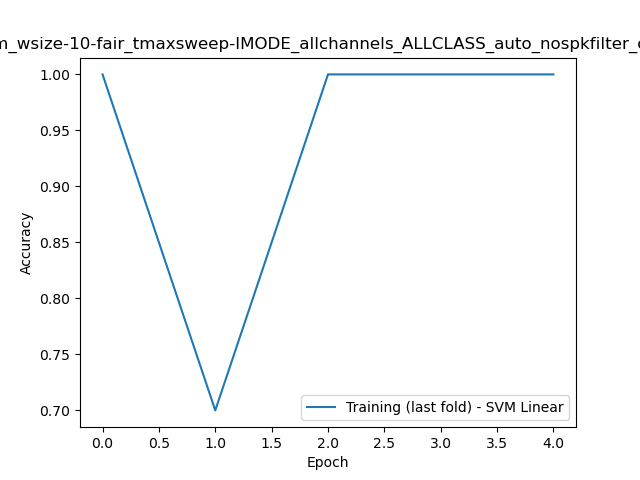 m_wsize-10-fair_tmaxsweep-IMODE_allchannels_ALLCLASS_auto_nospkfilter_
1.00
0.95
0.90
0.85
0.80
0.75
0.70
Accuracy
Training (last fold) - SVM Linear
0.0 0.5 1.0 1.5 2.0 2.5 3.0 3.5 4.0
Epoch